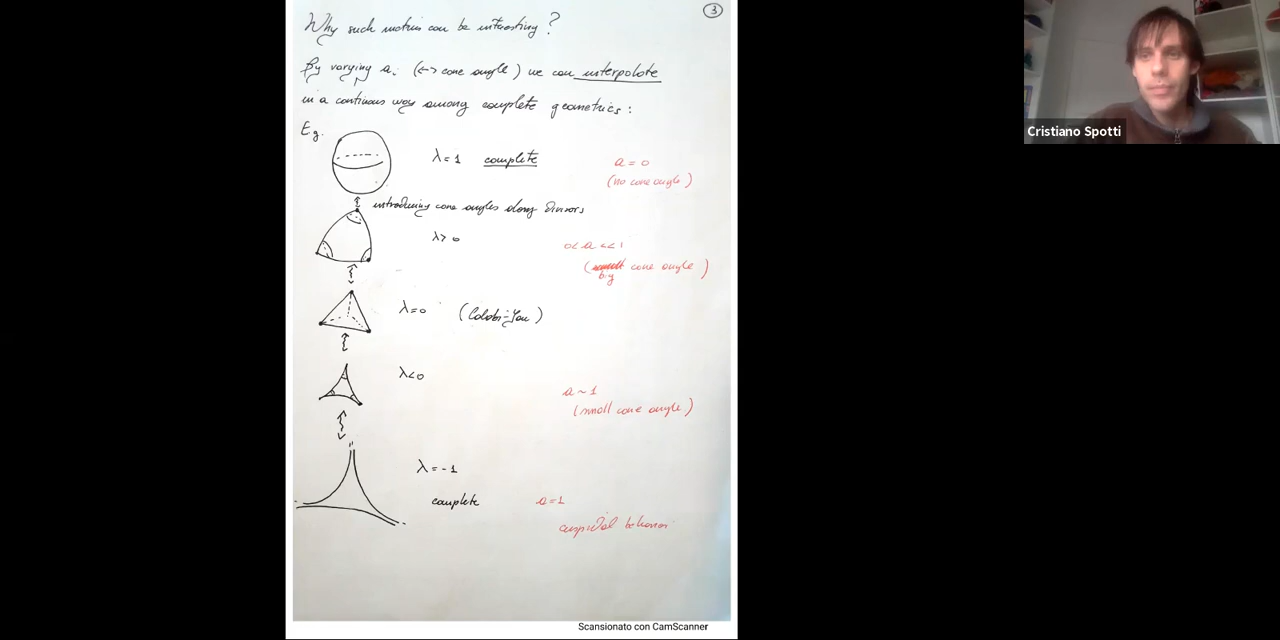 ③
Why such metrics can be interesting?
By varying aᵢ (↔ cone angle) we can interpolate
in a continuous way among complete geometries:
E.g.
λ=1 complete a=0
(no cone angle)
introducing cone angles along divisors
λ>0 0<a<<1
(big cone angle)
λ=0 (Calabi-Yau)
λ<0
a~1
(small cone angle)
λ=-1
complete a=1
cuspidal behavior
Scansionato con CamScanner
Cristiano Spotti